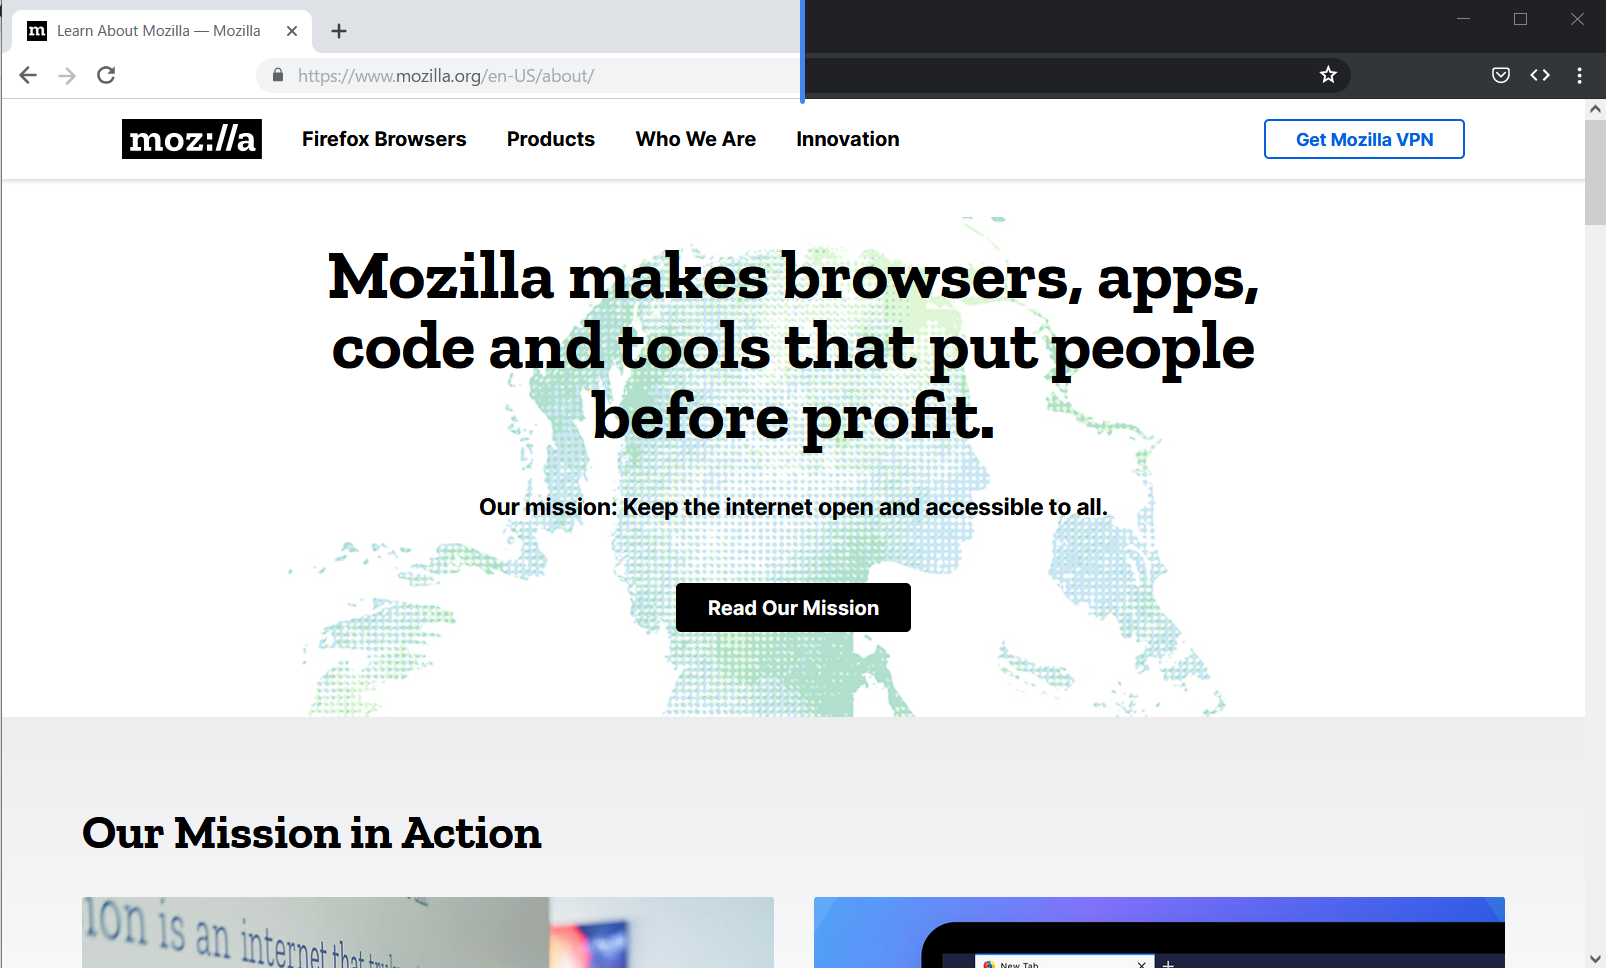 m Learn About Mozilla — Mozilla
https://www.mozilla.org/en-US/about/
moz://a Firefox Browsers Products Who We Are Innovation Get Mozilla VPN
Mozilla makes browsers, apps,
code and tools that put people
before profit.
Our mission: Keep the internet open and accessible to all.
Read Our Mission
Our Mission in Action
ion is an internet that truly
New Tab